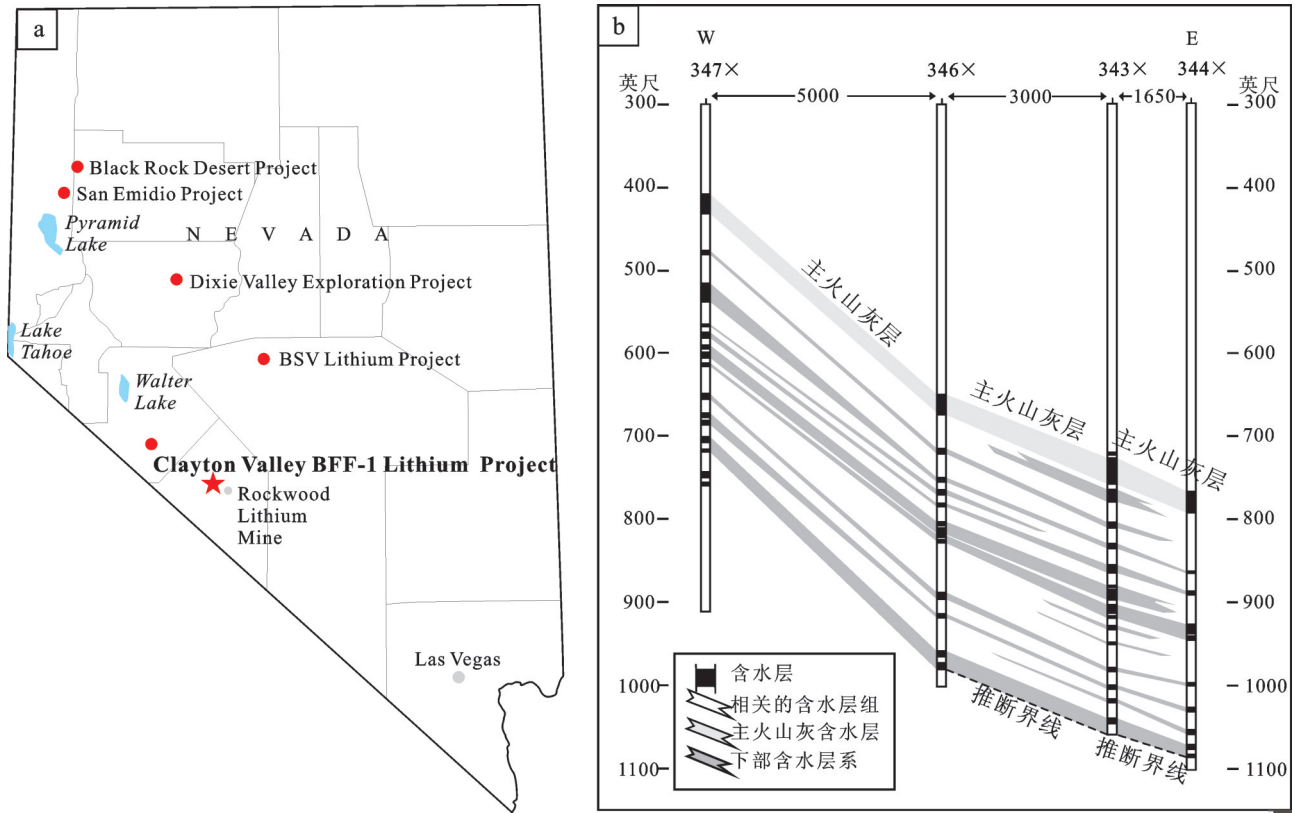 a
Black Rock Desert Project
San Emidio Project
Pyramid
Lake
N E V A D A
Dixie Valley Exploration Project
Lake
Tahoe
BSV Lithium Project
Walter
Lake
Clayton Valley BFF-1 Lithium Project
Rockwood
Lithium
Mine
Las Vegas
b
W
E
347×
346×
343×
344×
英尺
英尺
5000
3000
1650
300
300
400
400
500
500
600
600
700
700
800
800
900
900
1000
1000
1100
1100
主火山灰层
主火山灰层
主火山灰层
推断界线
推断界线
含水层
相关的含水层组
主火山灰含水层
下部含水层系